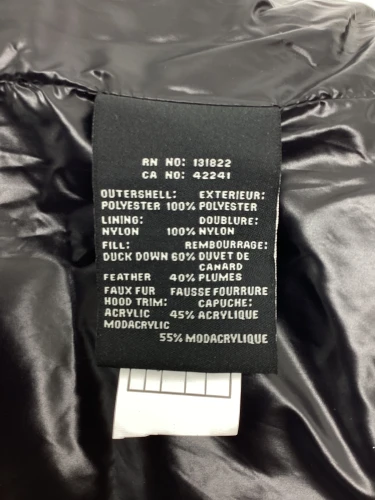 RN NO: 131822
CA NO: 42241
OUTERSHELL: EXTERIEUR:
POLYESTER 100% POLYESTER
LINING: DOUBLURE:
NYLON 100% NYLON
FILL: REMBOURRAGE:
DUCK DOWN 60% DUVET DE
CANARD
FEATHER 40% PLUMES
FAUX FUR FAUSSE FOURRURE
HOOD TRIM: CAPUCHE:
ACRYLIC 45% ACRYLIQUE
MODACRYLIC
55% MODACRYLIQUE